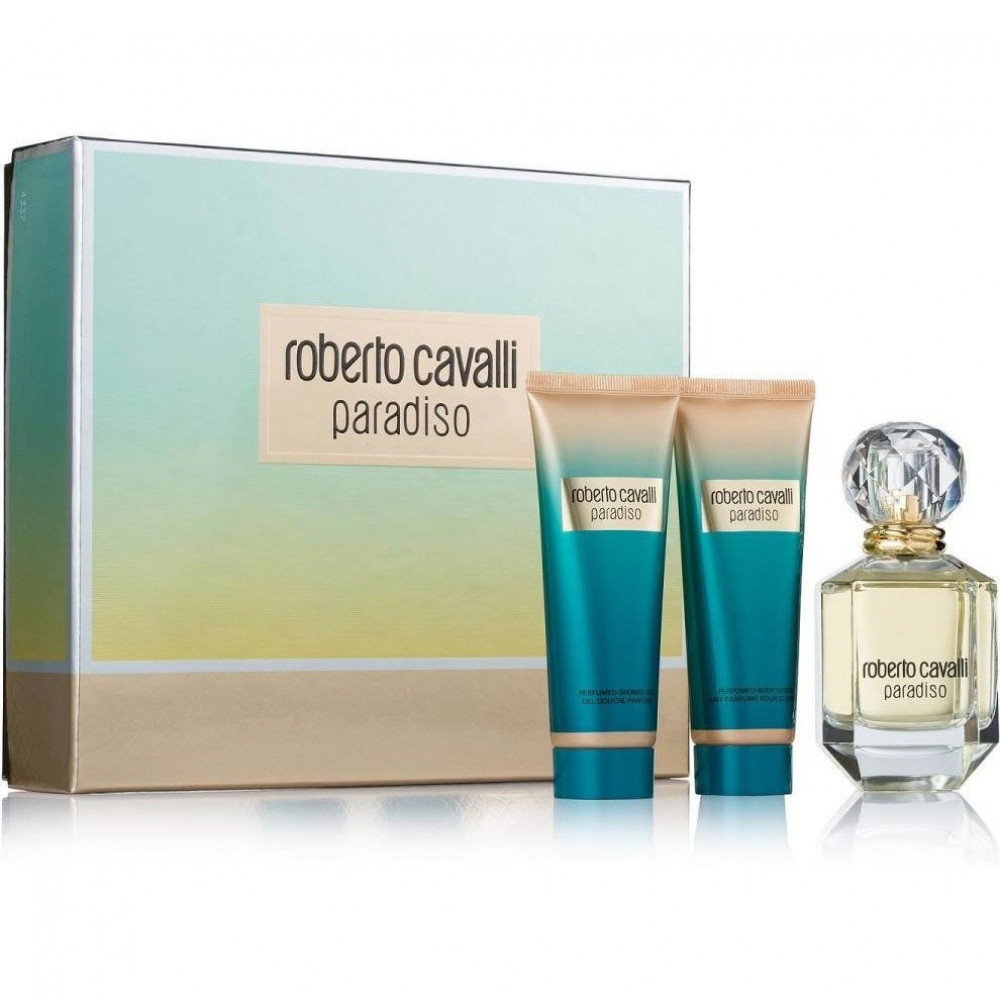 roberto cavalli
paradiso
roberto cavalli
paradiso
PERFUMED SHOWER GEL
GEL DOUCHE PARFUMÉ
roberto cavalli
paradiso
PERFUMED BODY LOTION
LAIT PARFUMÉ POUR LE CORPS
roberto cavalli
paradiso